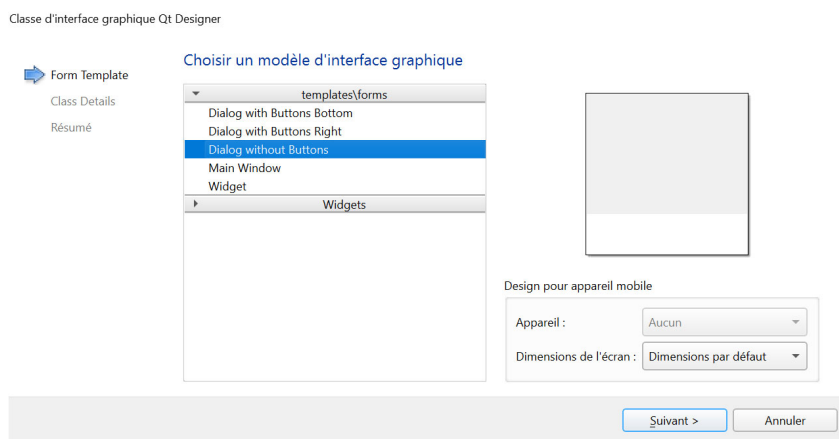 Classe d'interface graphique Qt Designer
Choisir un modèle d'interface graphique
Form Template
Class Details
Résumé
templates\forms
Dialog with Buttons Bottom
Dialog with Buttons Right
Dialog without Buttons
Main Window
Widget
Widgets
Design pour appareil mobile
Appareil : Aucun
Dimensions de l'écran : Dimensions par défaut
Suivant > Annuler